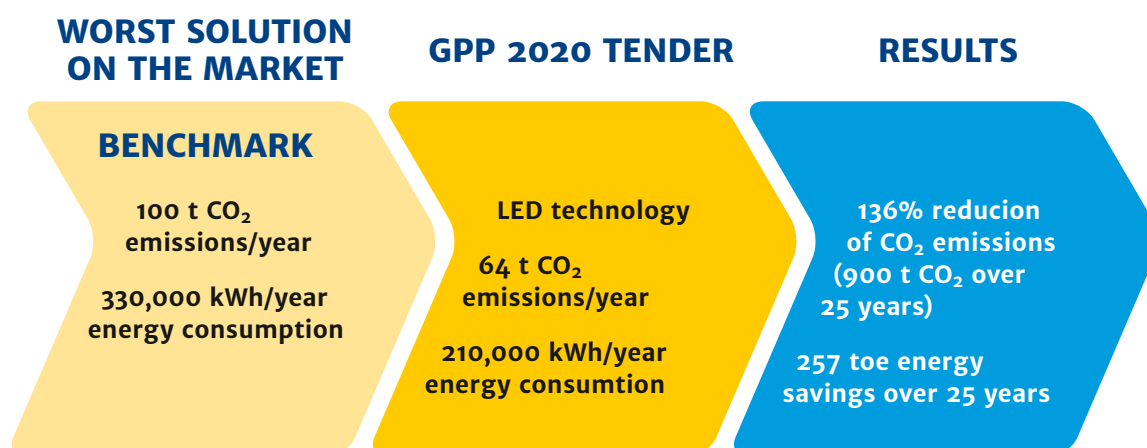 WORST SOLUTION
ON THE MARKET
BENCHMARK
100 t CO₂
emissions/year
330,000 kWh/year
energy consumption
GPP 2020 TENDER
LED technology
64 t CO₂
emissions/year
210,000 kWh/year
energy consumtion
RESULTS
136% reducion
of CO₂ emissions
(900 t CO₂ over
25 years)
257 toe energy
savings over 25 years